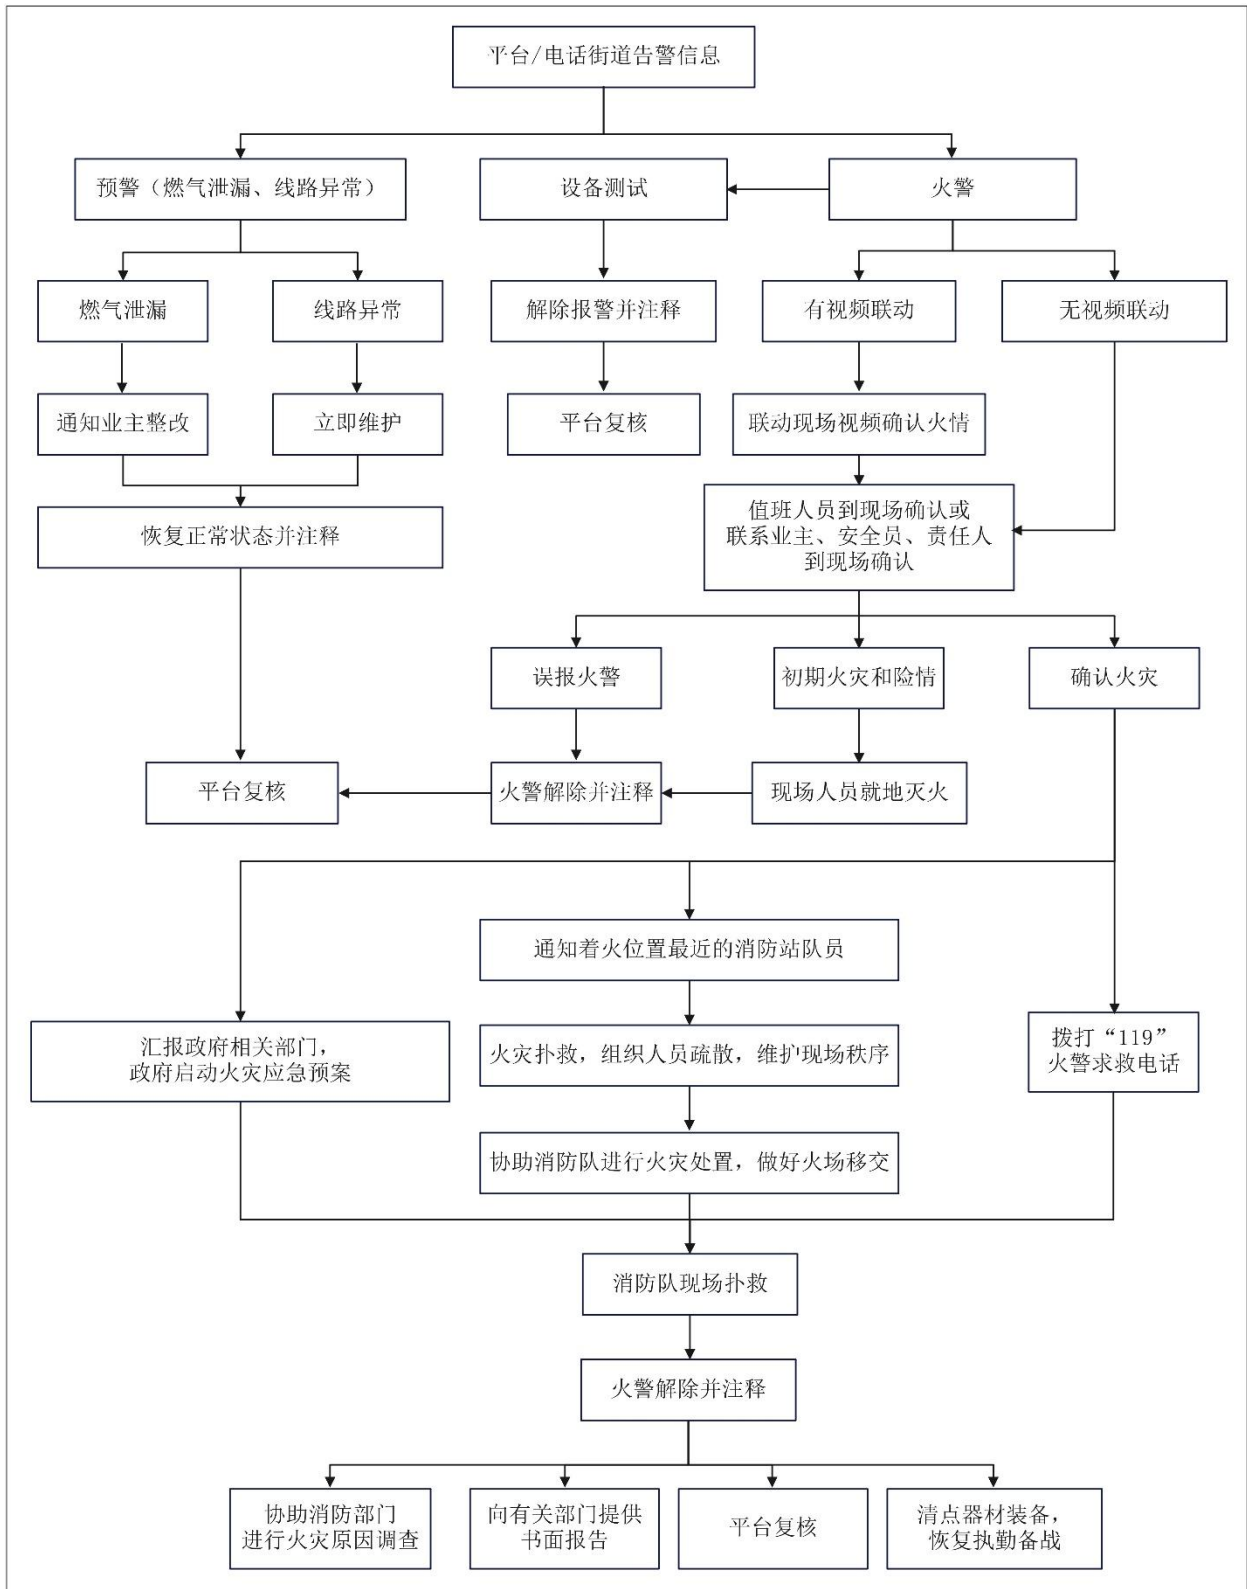 平台/电话街道告警信息
预警（燃气泄漏、线路异常）
设备测试
火警
燃气泄漏
线路异常
解除报警并注释
有视频联动
无视频联动
通知业主整改
立即维护
平台复核
联动现场视频确认火情
恢复正常状态并注释
值班人员到现场确认或
联系业主、安全员、责任人
到现场确认
误报火警
初期火灾和险情
确认火灾
平台复核
火警解除并注释
现场人员就地灭火
通知着火位置最近的消防站队员
汇报政府相关部门，
政府启动火灾应急预案
火灾扑救，组织人员疏散，维护现场秩序
拨打“119”
火警求救电话
协助消防队进行火灾处置，做好火场移交
消防队现场扑救
火警解除并注释
协助消防部门
进行火灾原因调查
向有关部门提供
书面报告
平台复核
清点器材装备，
恢复执勤备战